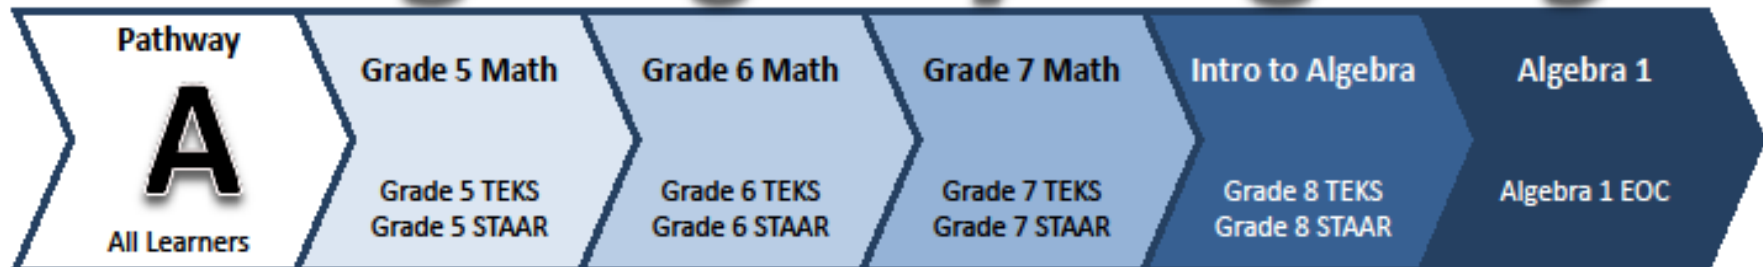 Pathway
A
All Learners
Grade 5 Math
Grade 5 TEKS
Grade 5 STAAR
Grade 6 Math
Grade 6 TEKS
Grade 6 STAAR
Grade 7 Math
Grade 7 TEKS
Grade 7 STAAR
Intro to Algebra
Grade 8 TEKS
Grade 8 STAAR
Algebra 1
Algebra 1 EOC